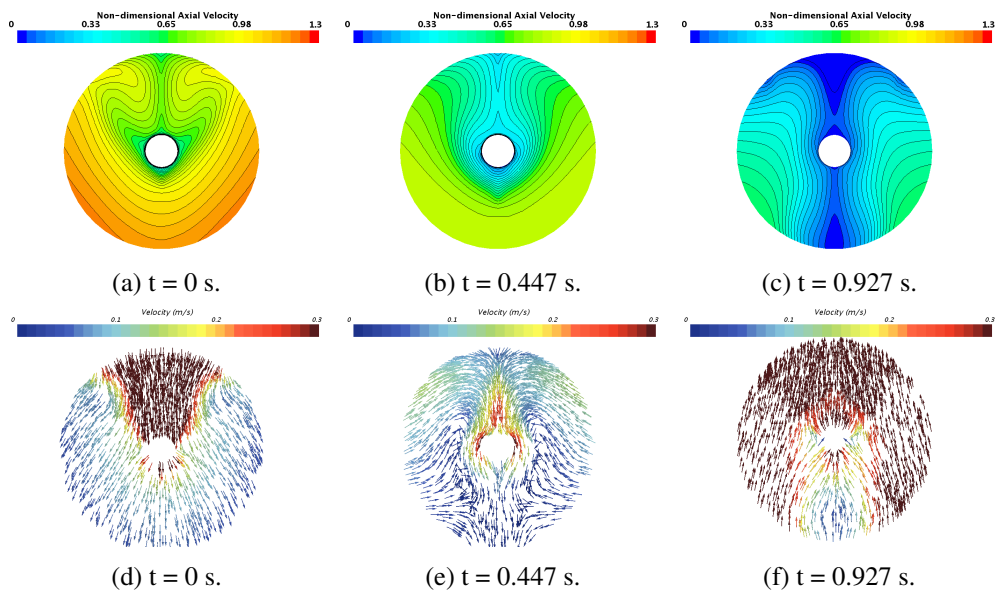 Non-dimensional Axial Velocity Non-dimensional Axial Velocity Non-dimensional Axial Velocity
0 0.33 0.65 0.98 1.3 0 0.33 0.65 0.98 1.3 0 0.33 0.65 0.98 1.3
(a) t = 0 s. (b) t = 0.447 s. (c) t = 0.927 s.
Velocity (m/s) Velocity (m/s) Velocity (m/s)
0 0.1 0.2 0.3 0 0.1 0.2 0.3 0 0.1 0.2 0.3
(d) t = 0 s. (e) t = 0.447 s. (f) t = 0.927 s.